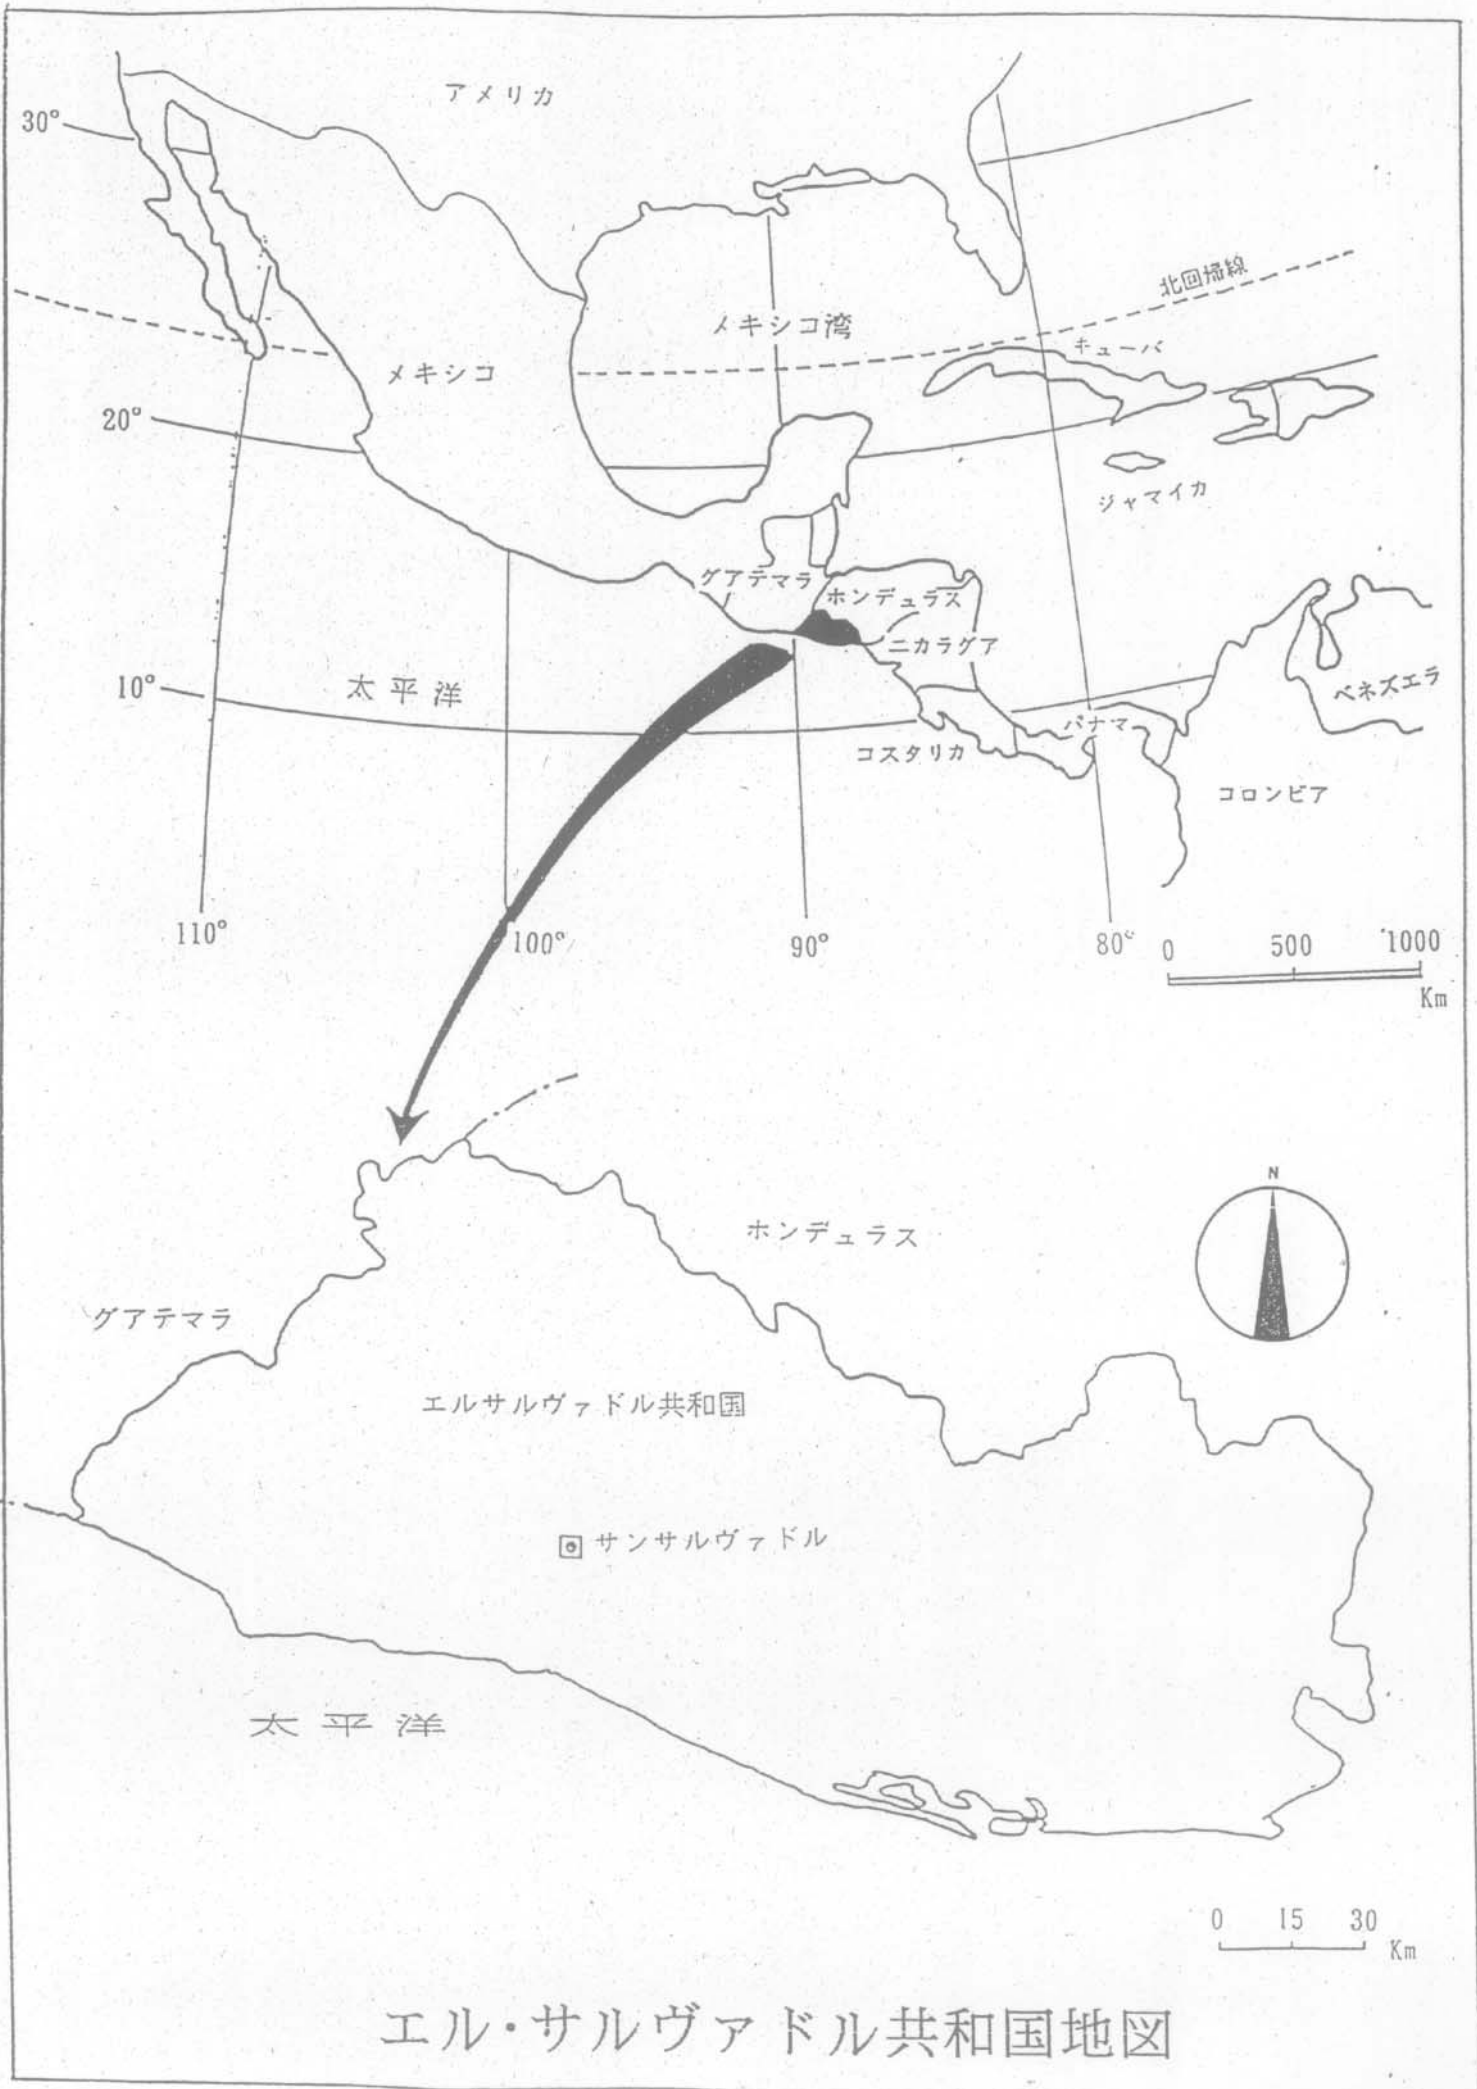 アメリカ
30°
北回帰線
メキシコ湾
キューバ
メキシコ
20°
ジャマイカ
グアテマラ
ホンデュラス
ニカラグア
10°
太平洋
ベネズエラ
パナマ
コスタリカ
コロンビア
110°
100°
90°
80°
0 500 1000
Km
N
ホンデュラス
グアテマラ
エルサルヴァドル共和国
サンサルヴァドル
太平洋
0 15 30
Km
エル・サルヴァドル共和国地図